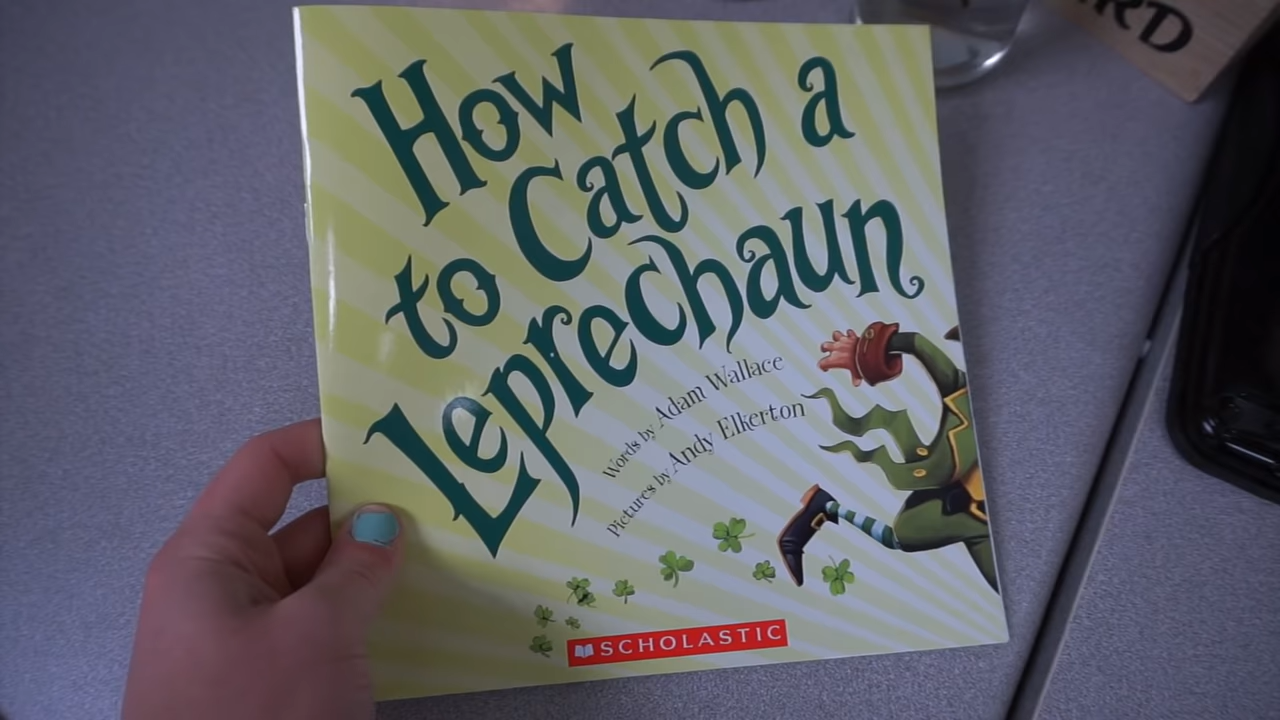 How
to Catch a
Leprechaun
Words by Adam Wallace
Pictures by Andy Elkerton
SCHOLASTIC